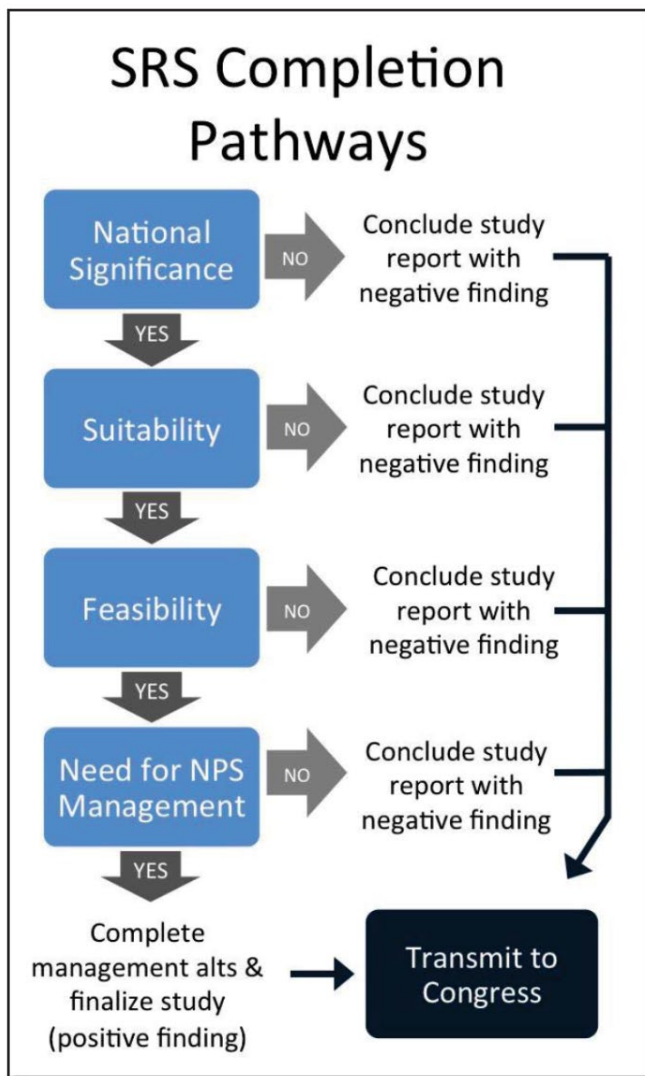 SRS Completion
Pathways
National
Significance
NO
Conclude study
report with
negative finding
YES
Suitability
NO
Conclude study
report with
negative finding
YES
Feasibility
NO
Conclude study
report with
negative finding
YES
Need for NPS
Management
NO
Conclude study
report with
negative finding
YES
Complete
management alts &
finalize study
(positive finding)
Transmit to
Congress